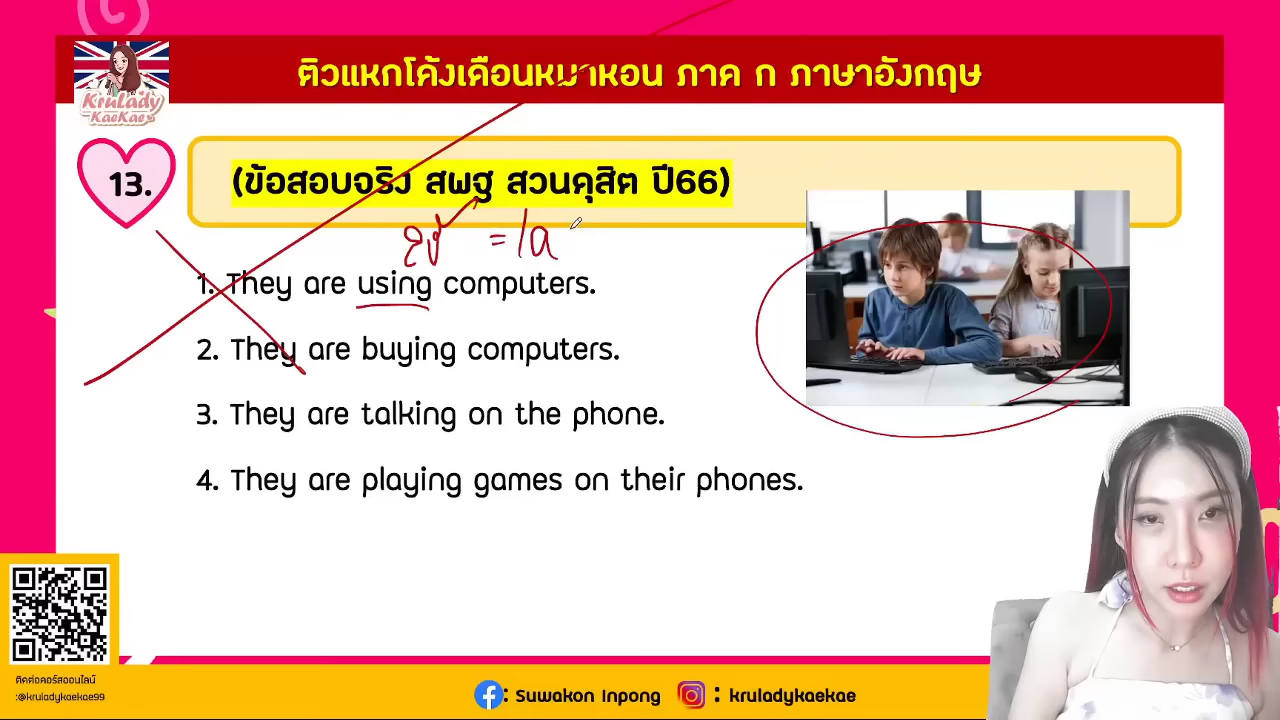 KruLady
KaeKae
ติวแหกโค้งเดือนหมาหอน ภาค ก ภาษาอังกฤษ
13.
(ข้อสอบจริง สพฐ สวนดุสิต ปี66)
1. They are using computers.
2. They are buying computers.
3. They are talking on the phone.
4. They are playing games on their phones.
ติดต่อคอร์สออนไลน์
:@kruladykaekae99
: Suwakon Inpong
: kruladykaekae